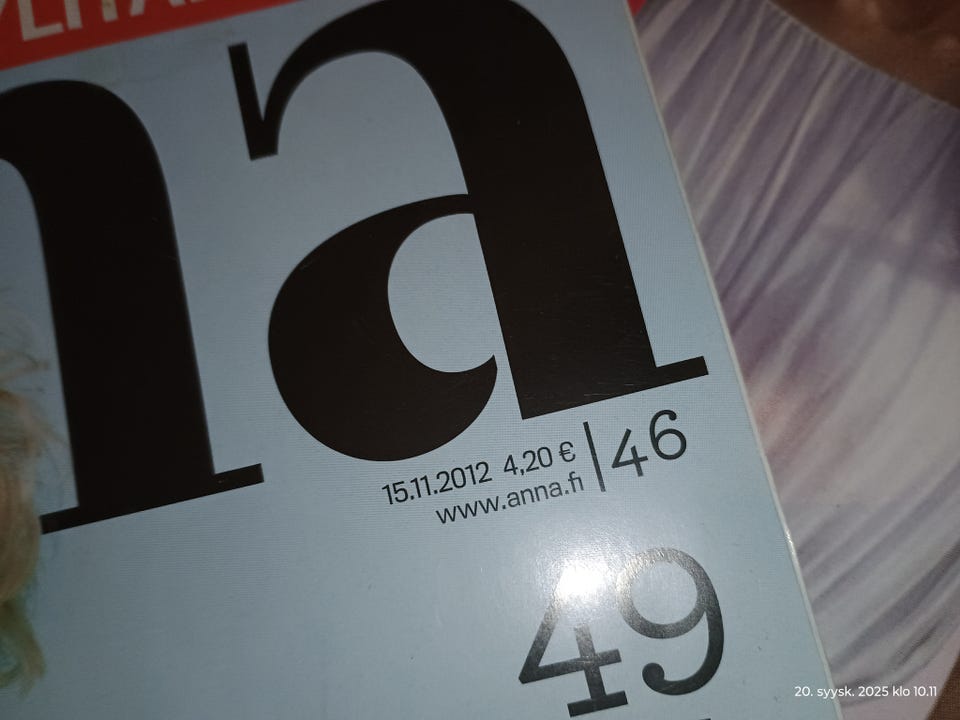 na
15.11.2012 4,20 € | 46
www.anna.fi
49
20. syysk. 2025 klo 10.11